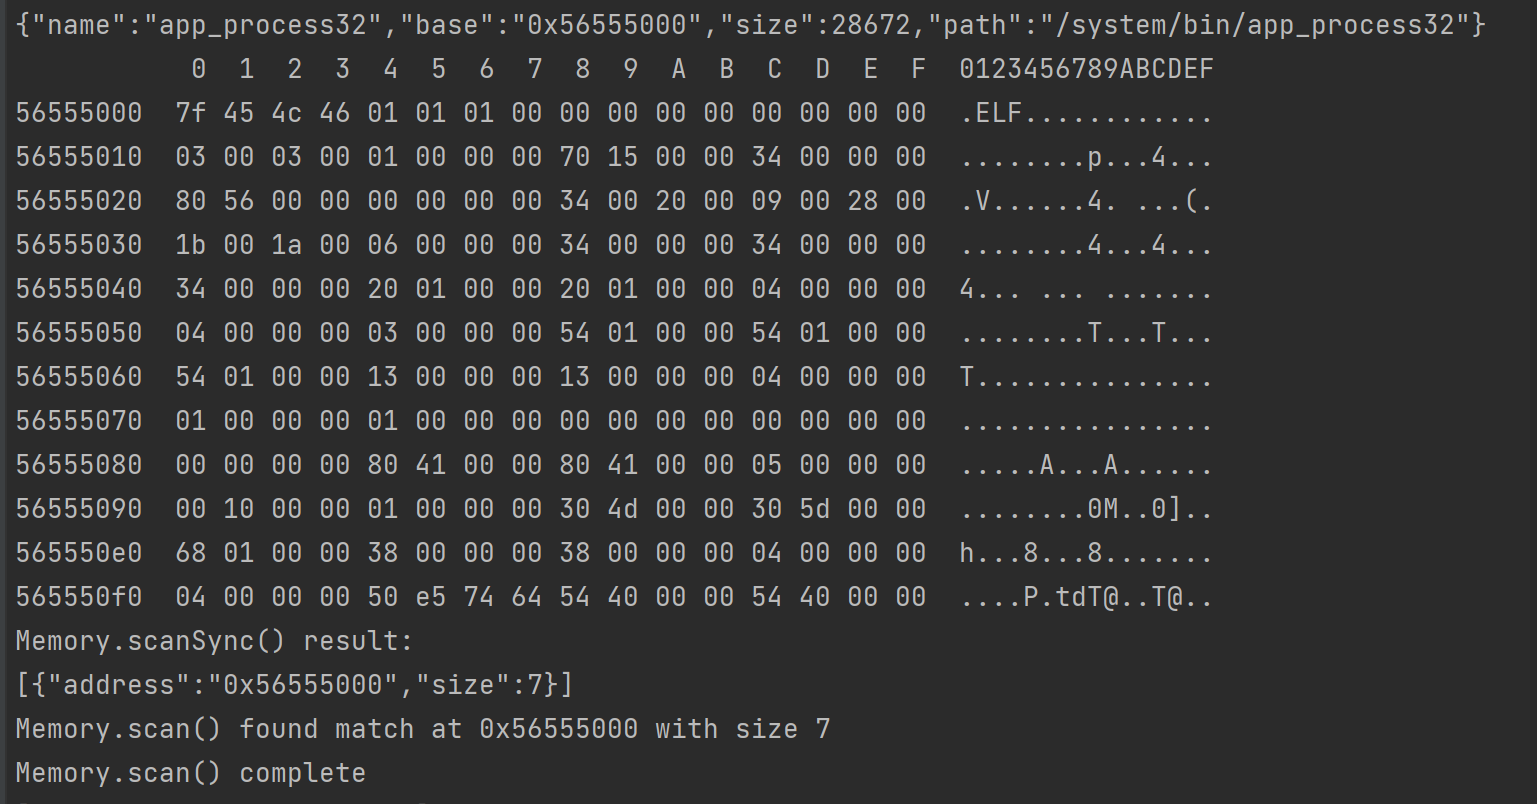 {"name":"app_process32","base":"0x56555000","size":28672,"path":"/system/bin/app_process32"}
           0  1  2  3  4  5  6  7  8  9  A  B  C  D  E  F  0123456789ABCDEF
56555000  7f 45 4c 46 01 01 01 00 00 00 00 00 00 00 00 00  .ELF............
56555010  03 00 03 00 01 00 00 00 70 15 00 00 34 00 00 00  ........p...4...
56555020  80 56 00 00 00 00 00 00 34 00 20 00 09 00 28 00  .V......4. ...(.
56555030  1b 00 1a 00 06 00 00 00 34 00 00 00 34 00 00 00  ........4...4...
56555040  34 00 00 00 20 01 00 00 20 01 00 00 04 00 00 00  4... ... .......
56555050  04 00 00 00 03 00 00 00 54 01 00 00 54 01 00 00  ........T...T...
56555060  54 01 00 00 13 00 00 00 13 00 00 00 04 00 00 00  T...............
56555070  01 00 00 00 01 00 00 00 00 00 00 00 00 00 00 00  ................
56555080  00 00 00 00 80 41 00 00 80 41 00 00 05 00 00 00  .....A...A......
56555090  00 10 00 00 01 00 00 00 30 4d 00 00 30 5d 00 00  ........0M..0]..
565550e0  68 01 00 00 38 00 00 00 38 00 00 00 04 00 00 00  h...8...8.......
565550f0  04 00 00 00 50 e5 74 64 54 40 00 00 54 40 00 00  ....P.tdT@..T@..
Memory.scanSync() result:
[{"address":"0x56555000","size":7}]
Memory.scan() found match at 0x56555000 with size 7
Memory.scan() complete